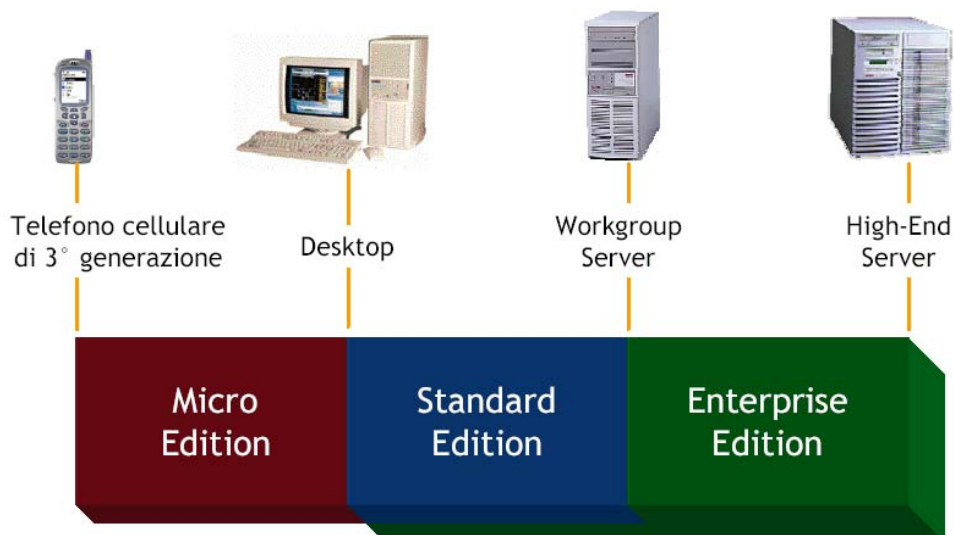 Telefono cellulare
di 3° generazione
Desktop
Workgroup
Server
High-End
Server
Micro
Edition
Standard
Edition
Enterprise
Edition